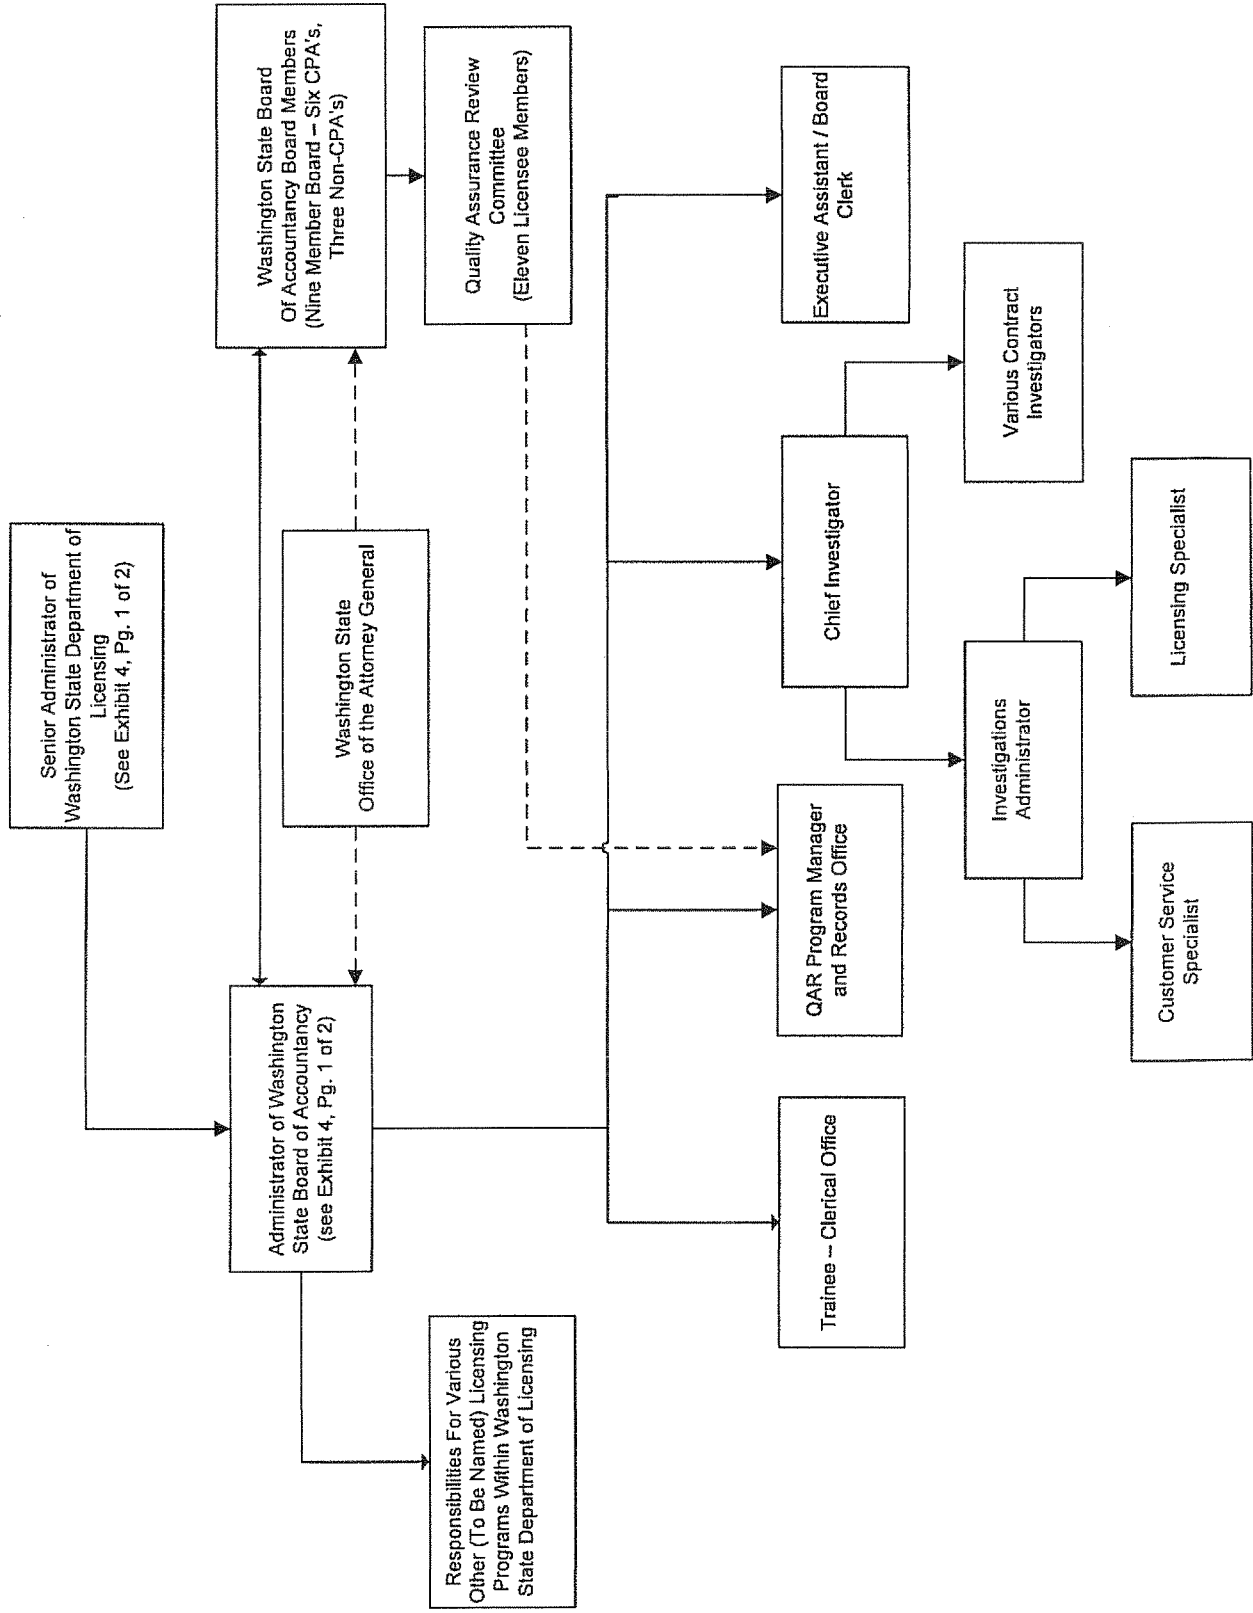 Senior Administrator of
Washington State Department of
Licensing
(See Exhibit 4, Pg. 1 of 2)
Washington State Board
Of Accountancy Board Members
(Nine Member Board – Six CPA's,
Three Non-CPA's)
Washington State
Office of the Attorney General
Administrator of Washington
State Board of Accountancy
(see Exhibit 4, Pg. 1 of 2)
Quality Assurance Review
Committee
(Eleven Licensee Members)
Responsibilities For Various
Other (To Be Named) Licensing
Programs Within Washington
State Department of Licensing
Trainee – Clerical Office
QAR Program Manager
and Records Office
Chief Investigator
Executive Assistant / Board
Clerk
Investigations
Administrator
Various Contract
Investigators
Customer Service
Specialist
Licensing Specialist